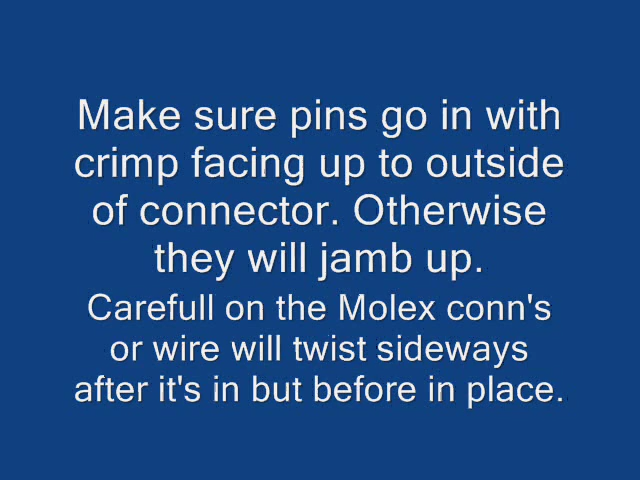 Make sure pins go in with
crimp facing up to outside
of connector. Otherwise
they will jamb up.
Carefull on the Molex conn's
or wire will twist sideways
after it's in but before in place.